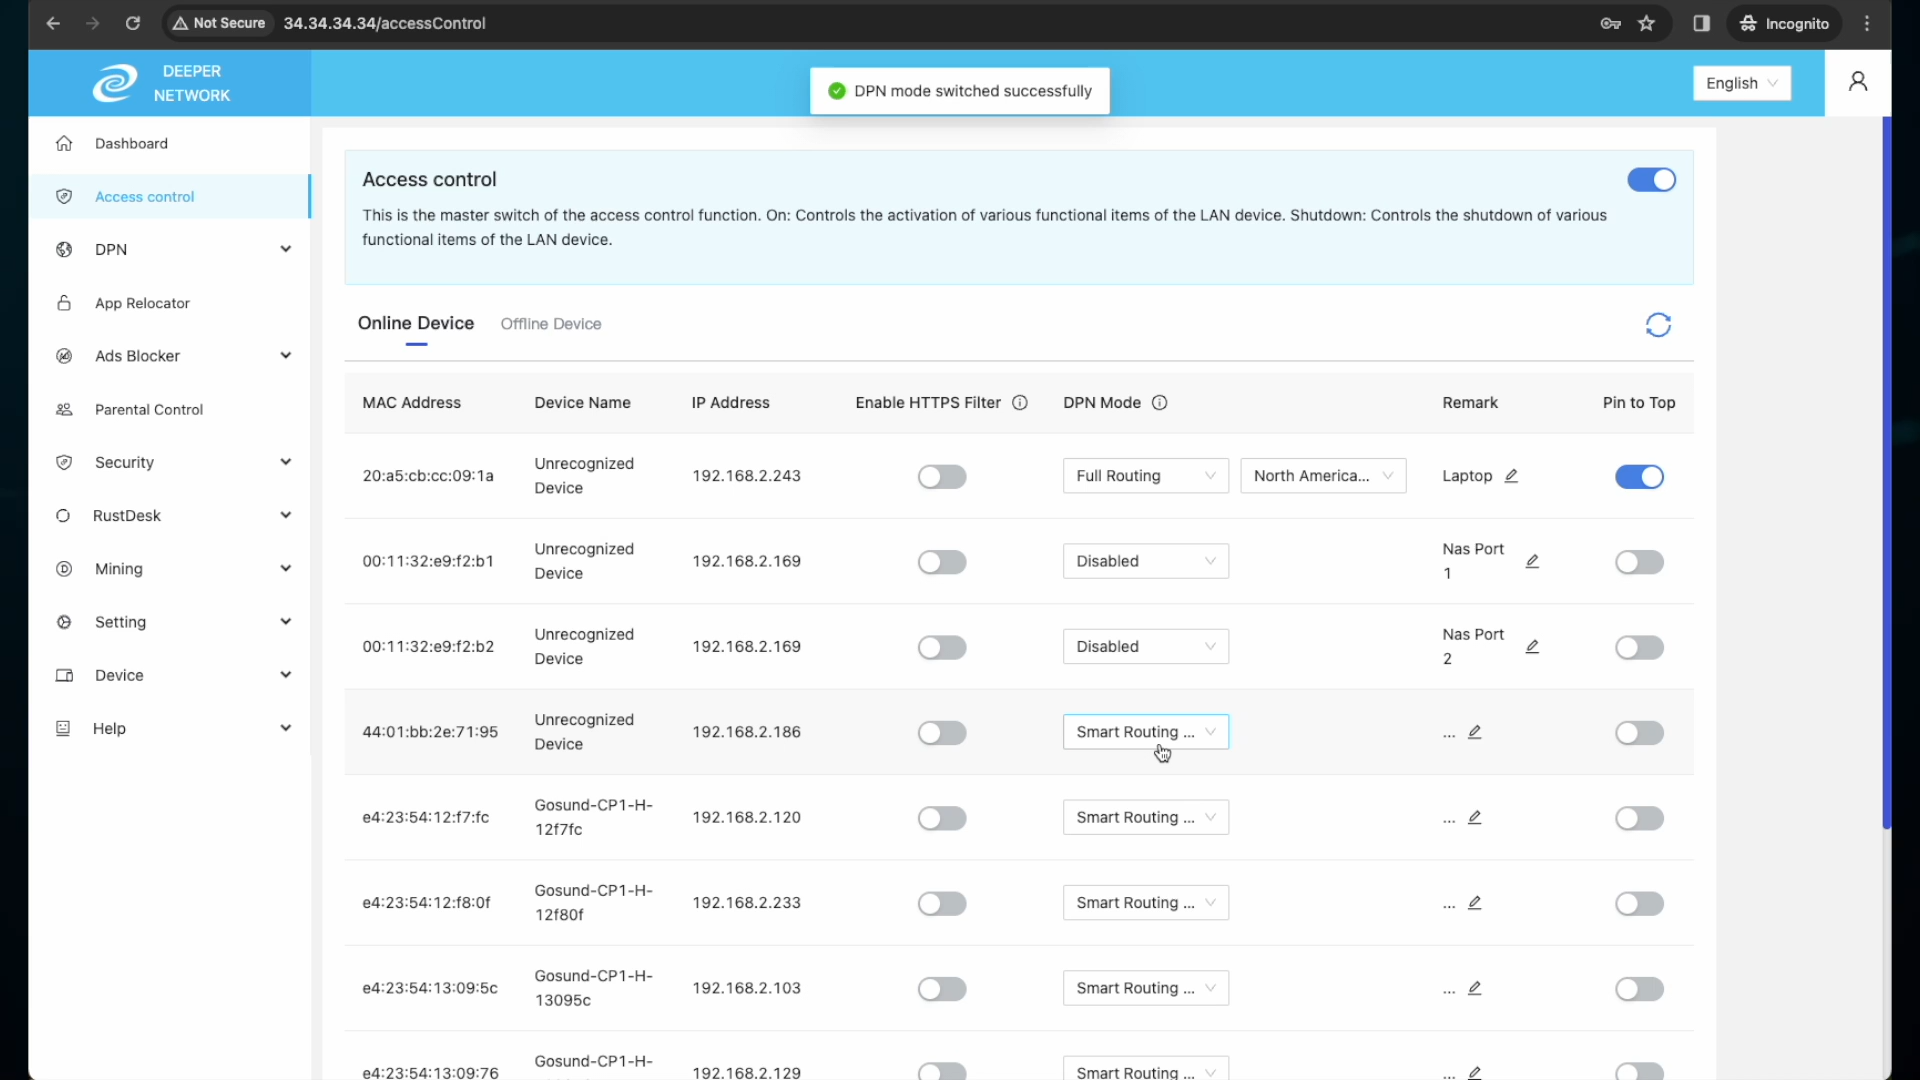 Not Secure 34.34.34.34/accessControl Incognito
DEEPER
NETWORK
DPN mode switched successfully
English
Dashboard
Access control
DPN
App Relocator
Ads Blocker
Parental Control
Security
RustDesk
Mining
Setting
Device
Help
Access control
This is the master switch of the access control function. On: Controls the activation of various functional items of the LAN device. Shutdown: Controls the shutdown of various
functional items of the LAN device.
Online Device Offline Device
MAC Address Device Name IP Address Enable HTTPS Filter DPN Mode Remark Pin to Top
20:a5:cb:cc:09:1a Unrecognized Device 192.168.2.243 Full Routing North America... Laptop
00:11:32:e9:f2:b1 Unrecognized Device 192.168.2.169 Disabled Nas Port 1
00:11:32:e9:f2:b2 Unrecognized Device 192.168.2.169 Disabled Nas Port 2
44:01:bb:2e:71:95 Unrecognized Device 192.168.2.186 Smart Routing ... ...
e4:23:54:12:f7:fc Gosund-CP1-H-12f7fc 192.168.2.120 Smart Routing ... ...
e4:23:54:12:f8:0f Gosund-CP1-H-12f80f 192.168.2.233 Smart Routing ... ...
e4:23:54:13:09:5c Gosund-CP1-H-13095c 192.168.2.103 Smart Routing ... ...
e4:23:54:13:09:76 Gosund-CP1-H- 192.168.2.129 Smart Routing ... ...